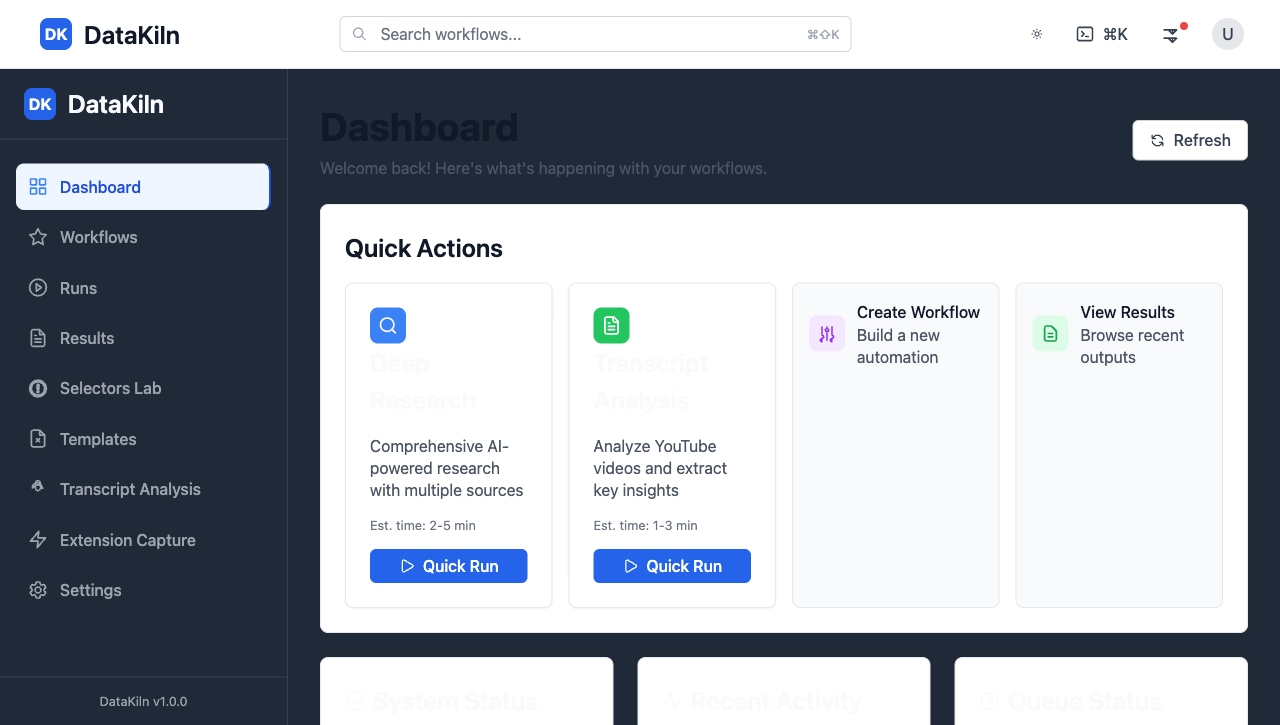 DK DataKiln
Search workflows...
⌘⇧K
⌘K
U
DK DataKiln
Dashboard
Workflows
Runs
Results
Selectors Lab
Templates
Transcript Analysis
Extension Capture
Settings
DataKiln v1.0.0
Dashboard
Welcome back! Here's what's happening with your workflows.
Refresh
Quick Actions
Deep
Research
Comprehensive AI-
powered research
with multiple sources
Est. time: 2-5 min
Quick Run
Transcript
Analysis
Analyze YouTube
videos and extract
key insights
Est. time: 1-3 min
Quick Run
Create Workflow
Build a new
automation
View Results
Browse recent
outputs
System Status
Recent Activity
Queue Status